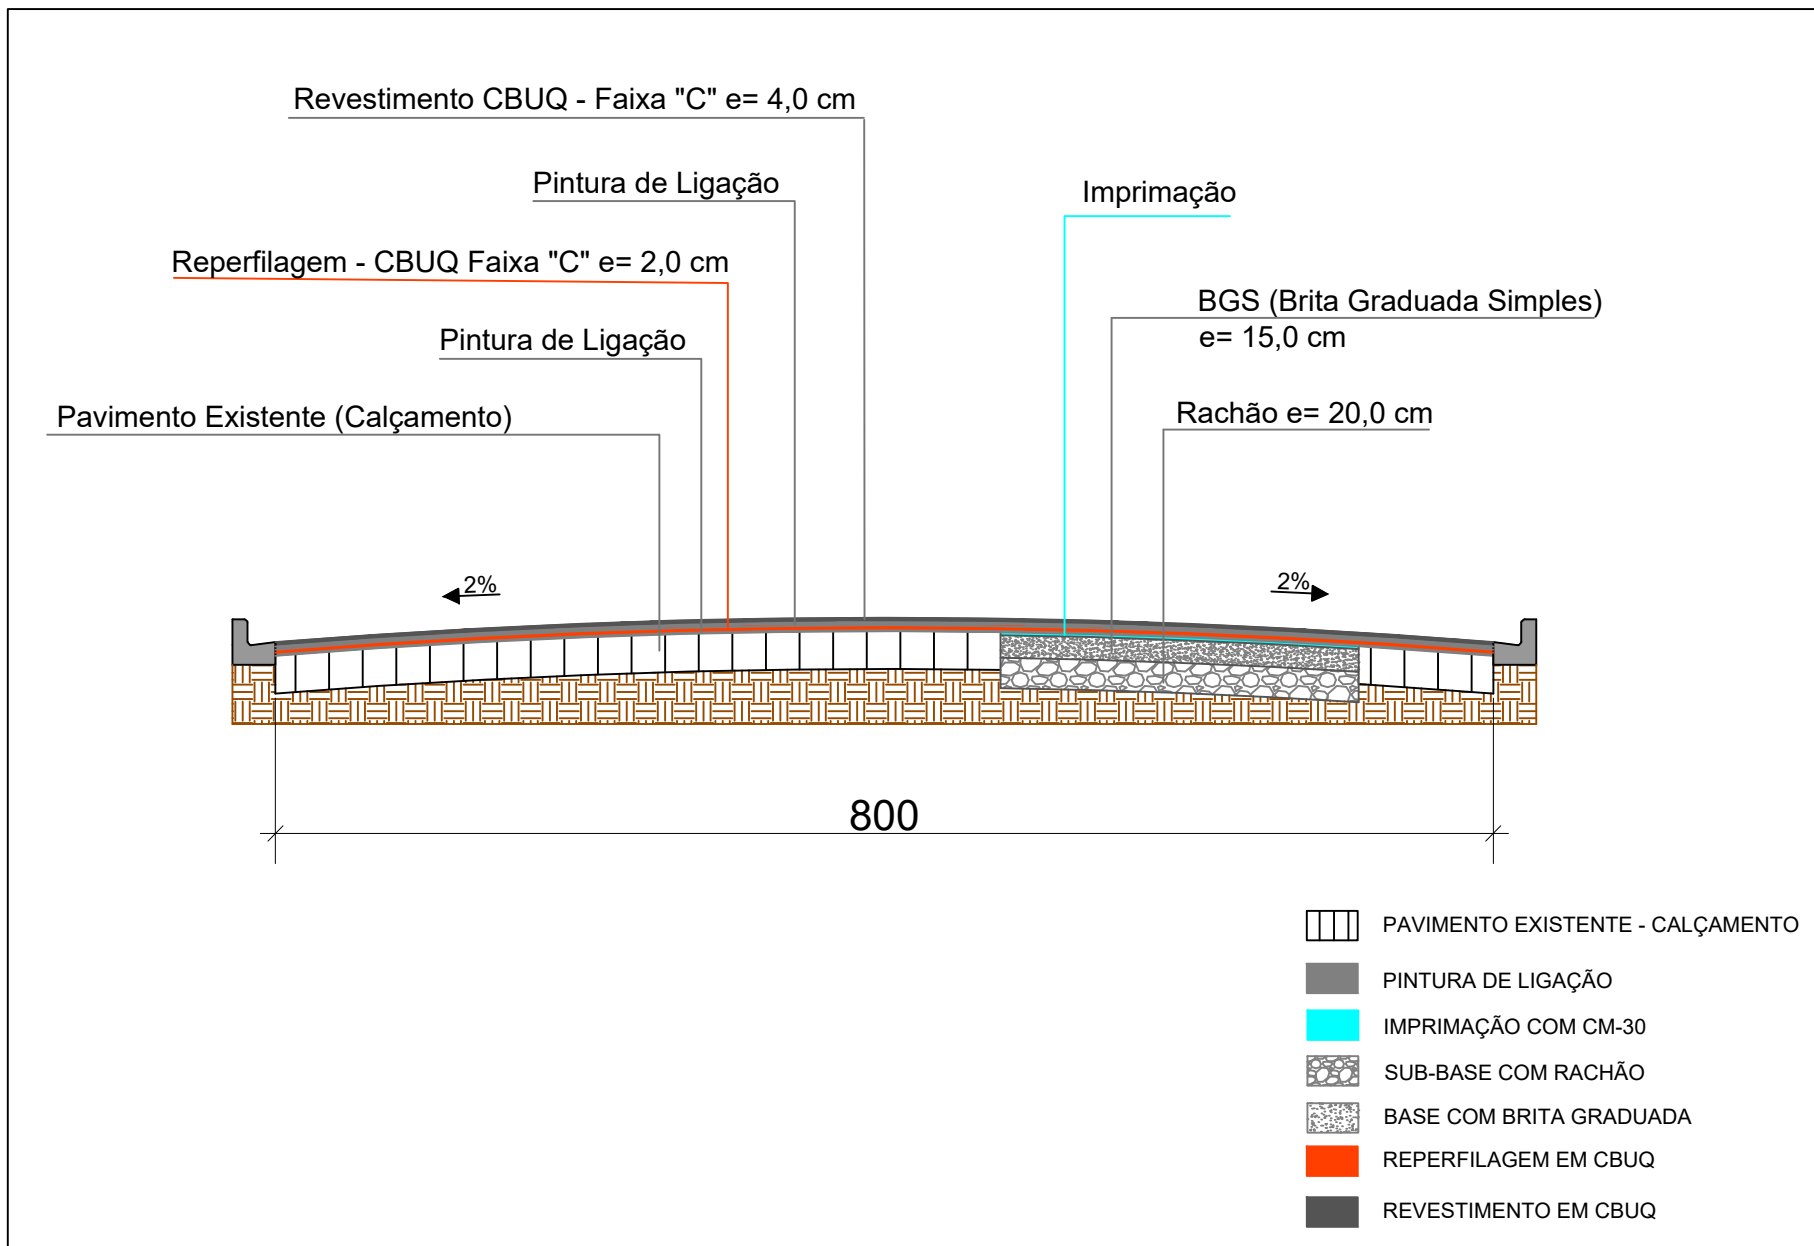 Revestimento CBUQ - Faixa "C" e= 4,0 cm
Pintura de Ligação
Imprimação
Reperfilagem - CBUQ Faixa "C" e= 2,0 cm
BGS (Brita Graduada Simples)
e= 15,0 cm
Pintura de Ligação
Pavimento Existente (Calçamento)
Rachão e= 20,0 cm
2%
2%
800
PAVIMENTO EXISTENTE - CALÇAMENTO
PINTURA DE LIGAÇÃO
IMPRIMAÇÃO COM CM-30
SUB-BASE COM RACHÃO
BASE COM BRITA GRADUADA
REPERFILAGEM EM CBUQ
REVESTIMENTO EM CBUQ